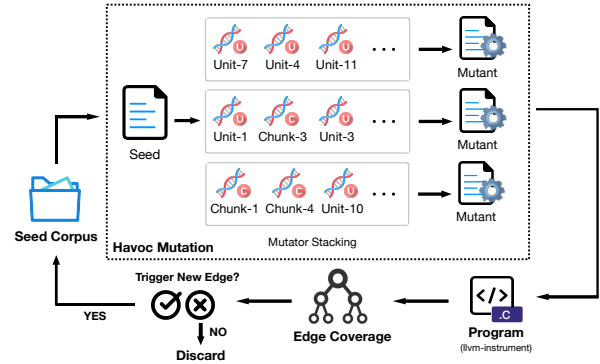 U U U
Unit-7 Unit-4 Unit-11 ...
Mutant
U C U
Unit-1 Chunk-3 Unit-3 ...
Mutant
Seed
C C U
Chunk-1 Chunk-4 Unit-10 ...
Mutant
Seed Corpus
Havoc Mutation
Mutator Stacking
Trigger New Edge?
YES
NO
Discard
Edge Coverage
</>
.C
Program
(llvm-instrument)